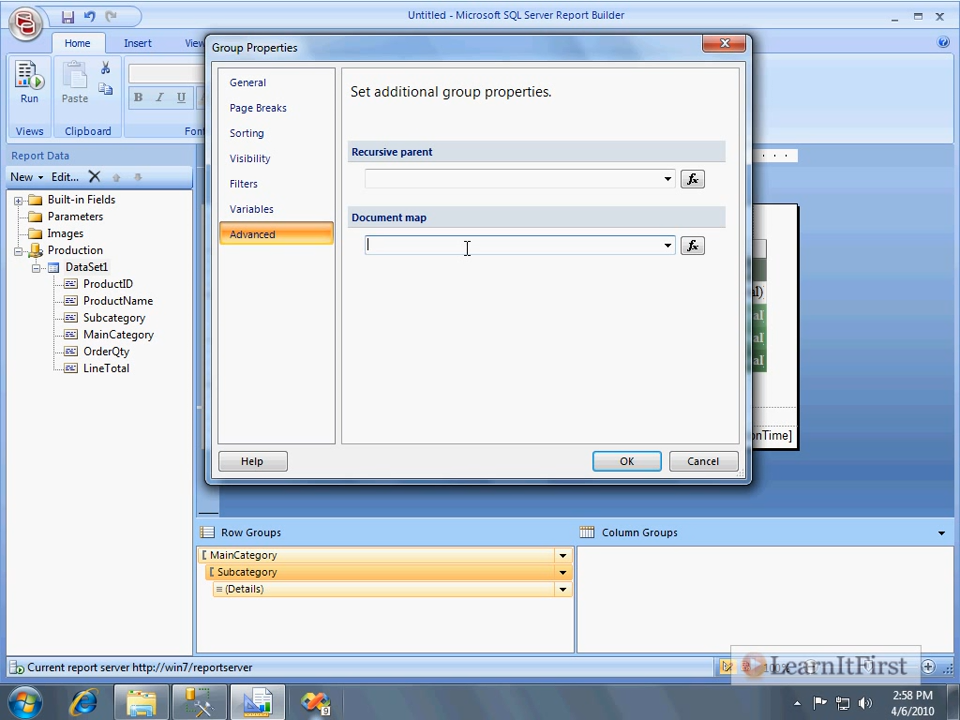 Untitled - Microsoft SQL Server Report Builder
Group Properties
Home
Insert
Run
Paste
B I U
Views
Clipboard
Report Data
New
Edit...
Built-in Fields
Parameters
Images
Production
DataSet1
ProductID
ProductName
Subcategory
MainCategory
OrderQty
LineTotal
General
Page Breaks
Sorting
Visibility
Filters
Variables
Advanced
Set additional group properties.
Recursive parent
fx
Document map
fx
Help
OK
Cancel
Row Groups
Column Groups
MainCategory
Subcategory
(Details)
Current report server http://win7/reportserver
LearnItFirst
2:58 PM
4/6/2010